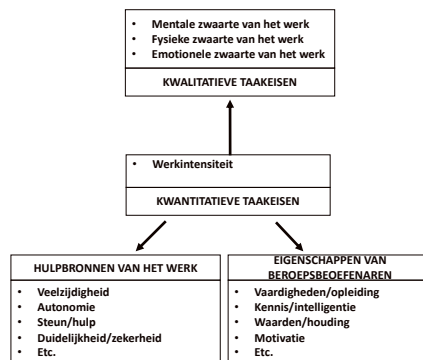 • Mentale zwaarte van het werk
• Fysieke zwaarte van het werk
• Emotionele zwaarte van het werk
KWALITATIEVE TAAKEISEN
• Werkintensiteit
KWANTITATIEVE TAAKEISEN
HULPBRONNEN VAN HET WERK
• Veelzijdigheid
• Autonomie
• Steun/hulp
• Duidelijkheid/zekerheid
• Etc.
EIGENSCHAPPEN VAN
BEROEPSBEOEFENAREN
• Vaardigheden/opleiding
• Kennis/intelligentie
• Waarden/houding
• Motivatie
• Etc.